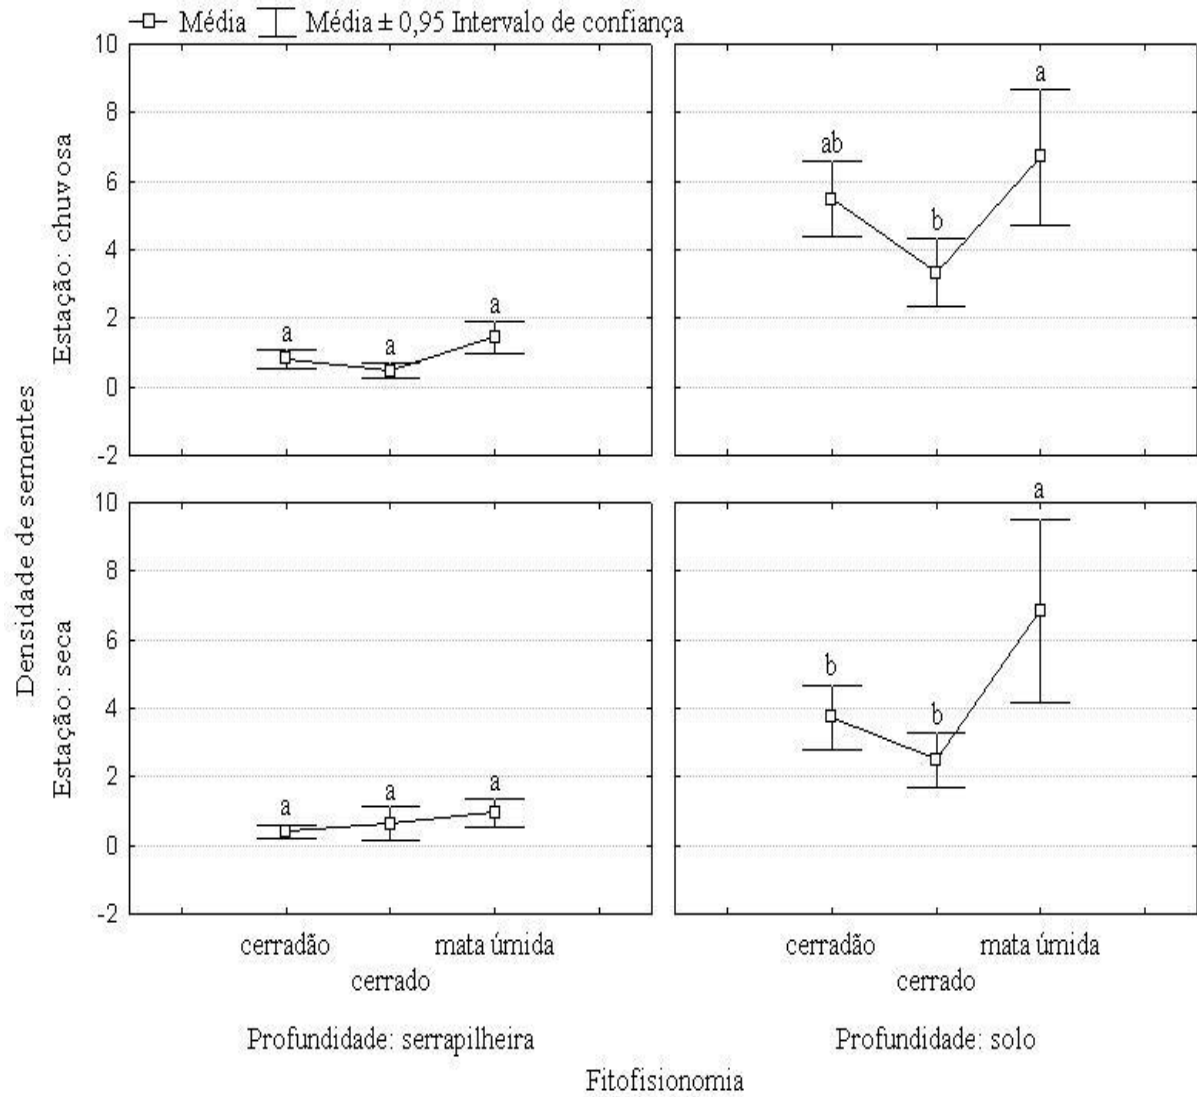 Média Média ± 0,95 Intervalo de confiança
Densidade de sementes
Estação: chuvosa
10
8
6
4
2
0
-2
a
a
a
ab
b
a
Estação: seca
10
8
6
4
2
0
-2
a
a
a
b
b
a
cerradão
cerrado
mata úmida
cerradão
cerrado
mata úmida
Profundidade: serrapilheira
Profundidade: solo
Fitofisionomia